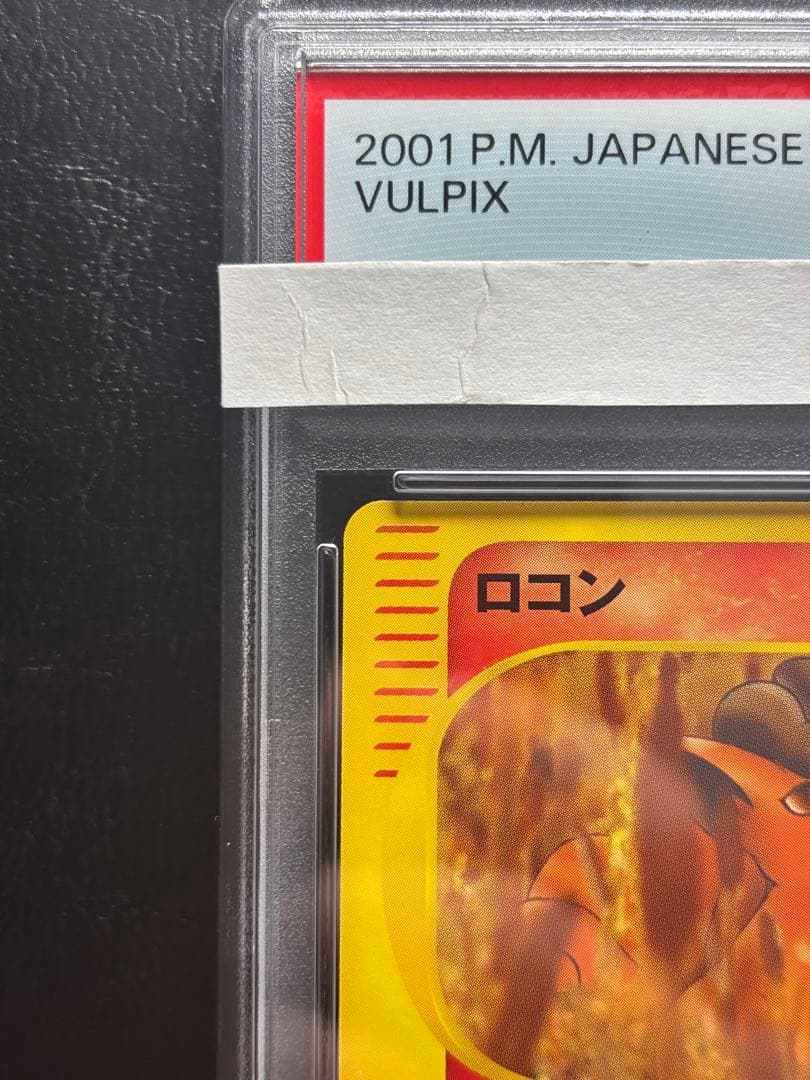 2001 P.M. JAPANESE
VULPIX
ロコン